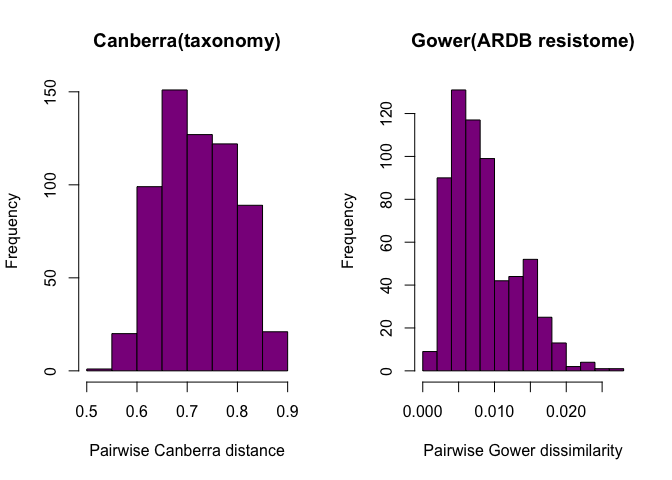 Canberra(taxonomy)
Frequency
0
50
100
150
0.5 0.6 0.7 0.8 0.9
Pairwise Canberra distance
Gower(ARDB resistome)
Frequency
0
20
40
60
80
100
120
0.000 0.010 0.020
Pairwise Gower dissimilarity